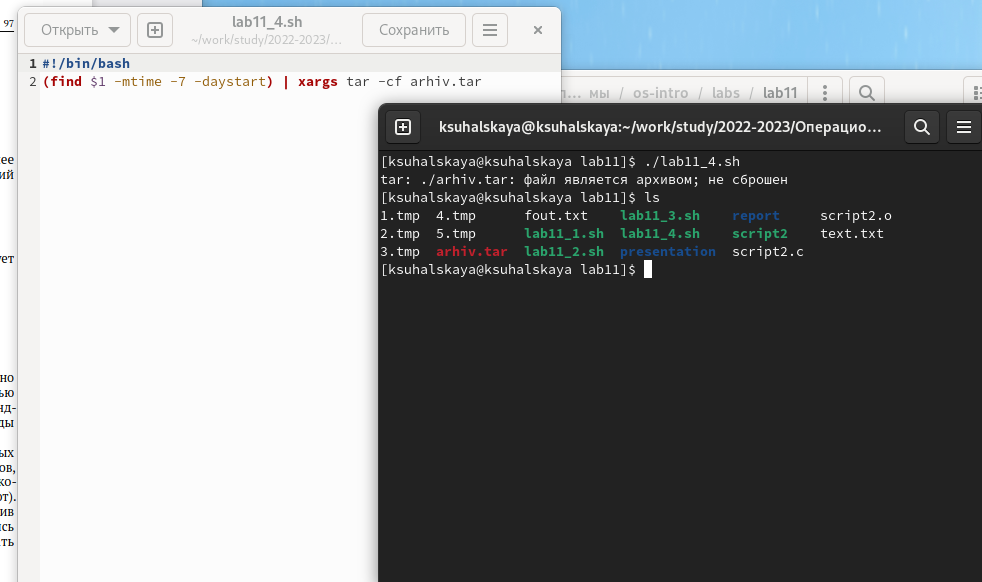 97
Открыть
lab11_4.sh
~/work/study/2022-2023/...
Сохранить
1 #!/bin/bash
2 (find $1 -mtime -7 -daystart) | xargs tar -cf arhiv.tar
п... мы / os-intro / labs / lab11
ksuhalskaya@ksuhalskaya:~/work/study/2022-2023/Операцио...
[ksuhalskaya@ksuhalskaya lab11]$ ./lab11_4.sh
tar: ./arhiv.tar: файл является архивом; не сброшен
[ksuhalskaya@ksuhalskaya lab11]$ ls
1.tmp 4.tmp fout.txt lab11_3.sh report script2.o
2.tmp 5.tmp lab11_1.sh lab11_4.sh script2 text.txt
3.tmp arhiv.tar lab11_2.sh presentation script2.c
[ksuhalskaya@ksuhalskaya lab11]$